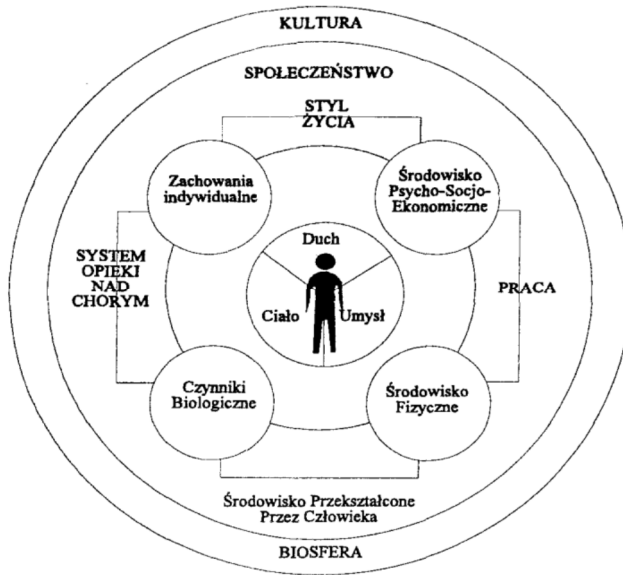 KULTURA
SPOŁECZEŃSTWO
STYL
ŻYCIA
Zachowania
indywidualne
Środowisko
Psycho-Socjo-
Ekonomiczne
Duch
Ciało
Umysł
SYSTEM
OPIEKI
NAD
CHORYM
PRACA
Czynniki
Biologiczne
Środowisko
Fizyczne
Środowisko Przekształcone
Przez Człowieka
BIOSFERA